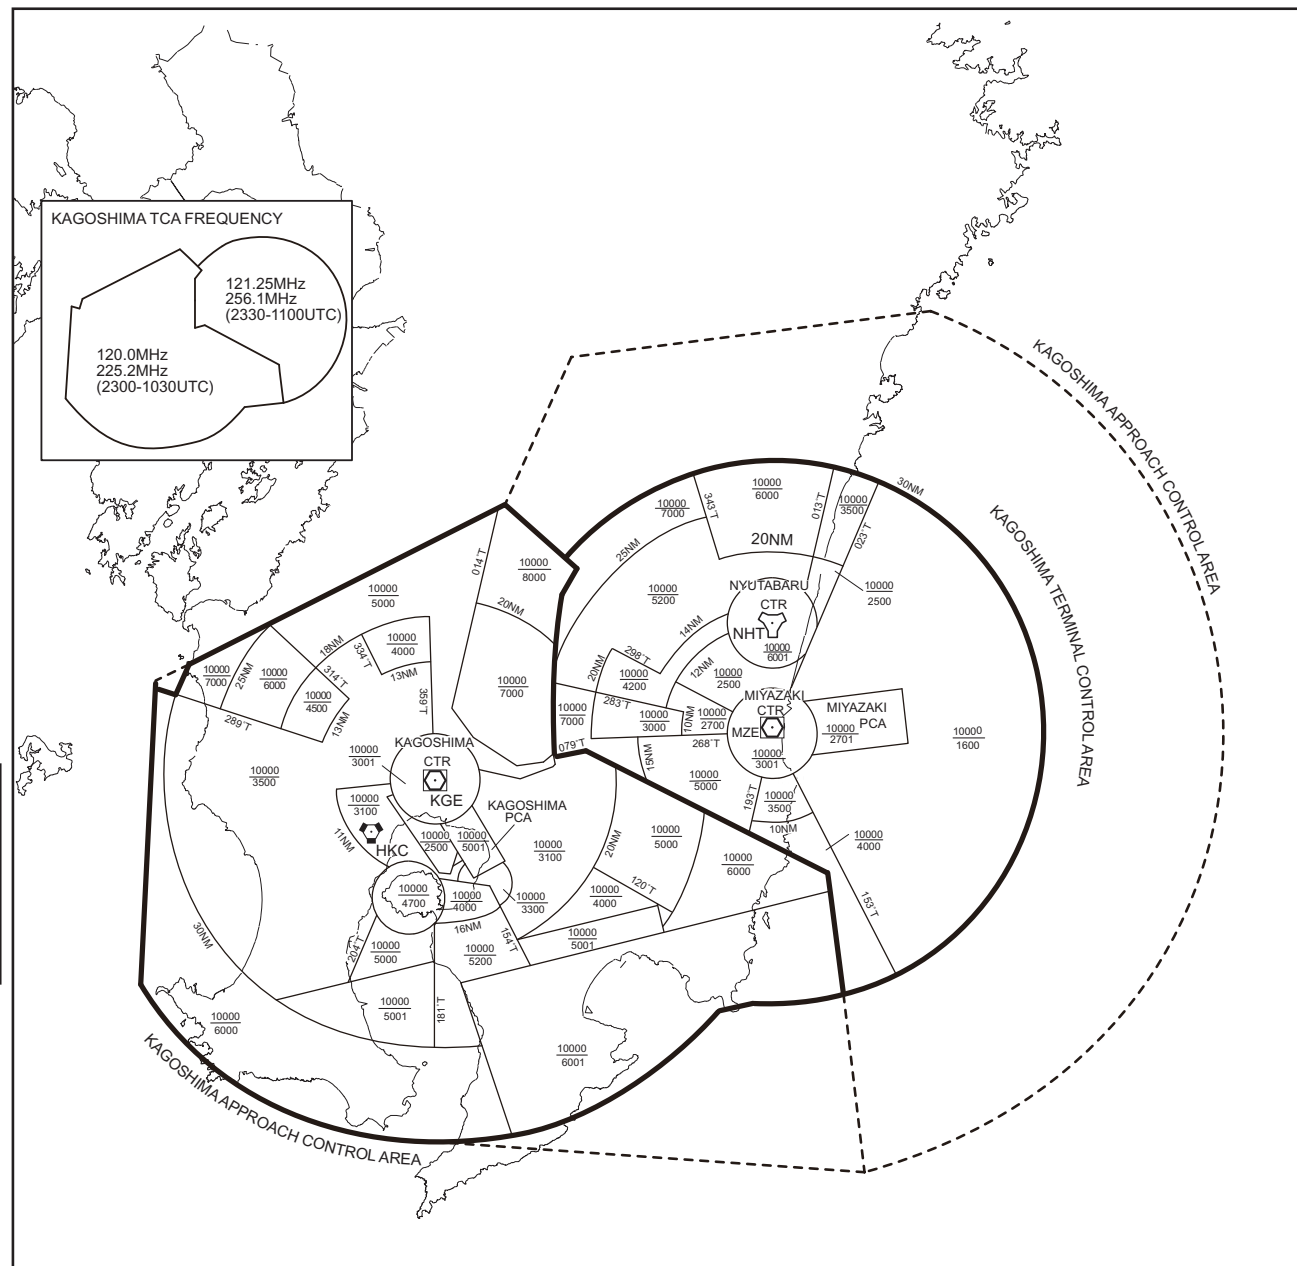 KAGOSHIMA TCA FREQUENCY
121.25MHz
256.1MHz
(2330-1100UTC)
120.0MHz
225.2MHz
(2300-1030UTC)
KAGOSHIMA APPROACH CONTROL AREA
KAGOSHIMA TERMINAL CONTROL AREA
30NM
10000
6000
10000
7000
343°T
013°T
10000
3500
023°T
25NM
20NM
10000
2500
NYUTABARU
CTR
NHT
10000
6001
10000
5200
14NM
12NM
298°T
20NM
10000
4200
10000
2500
283°T
10000
7000
10000
3000
10NM
10000
2700
MIYAZAKI
CTR
MZE
10000
3001
MIYAZAKI
PCA
10000
2701
10000
1600
079°T
268°T
15NM
10000
5000
193°T
10000
3500
10NM
10000
4000
153°T
014°T
10000
8000
20NM
10000
7000
10000
5000
18NM
334°T
10000
4000
13NM
314°T
359°T
10000
7000
25NM
10000
6000
10000
4500
13NM
289°T
10000
3001
KAGOSHIMA
CTR
KGE
10000
3500
10000
3100
11NM
HKC
10000
2500
10000
5001
KAGOSHIMA
PCA
10000
3100
20NM
10000
5000
10000
6000
120°T
10000
4000
10000
4700
10000
4000
10000
3300
16NM
154°T
10000
5001
204°T
10000
5000
10000
5200
30NM
10000
5001
181°T
10000
6000
10000
6001
KAGOSHIMA APPROACH CONTROL AREA